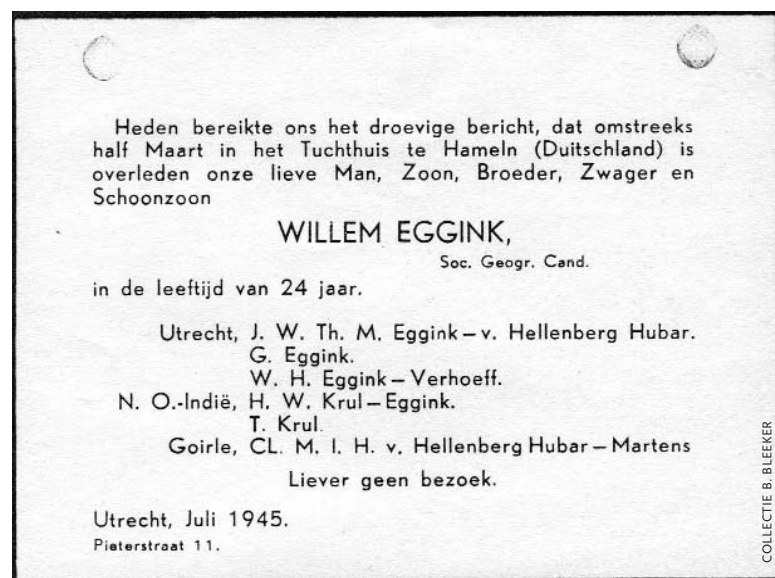 Heden bereikte ons het droevige bericht, dat omstreeks
half Maart in het Tuchthuis te Hameln (Duitschland) is
overleden onze lieve Man, Zoon, Broeder, Zwager en
Schoonzoon
WILLEM EGGINK,
Soc. Geogr. Cand.
in de leeftijd van 24 jaar.
Utrecht, J. W. Th. M. Eggink – v. Hellenberg Hubar.
G. Eggink.
W. H. Eggink – Verhoeff.
N. O.-Indië, H. W. Krul – Eggink.
T. Krul.
Goirle, CL. M. I. H. v. Hellenberg Hubar – Martens
Liever geen bezoek.
Utrecht, Juli 1945.
Pieterstraat 11.
COLLECTIE B. BLEEKER